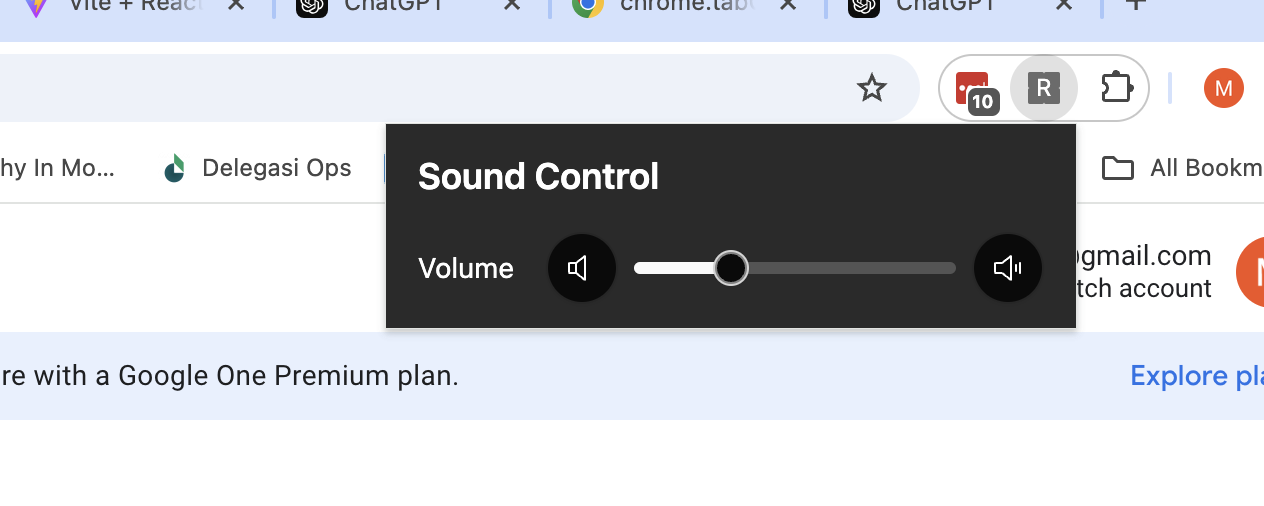 Vite + React
ChatGPT
chrome.tab
ChatGPT
10
R
M
hy In Mo...
Delegasi Ops
All Bookm
Sound Control
@gmail.com
tch account
Volume
re with a Google One Premium plan.
Explore pla